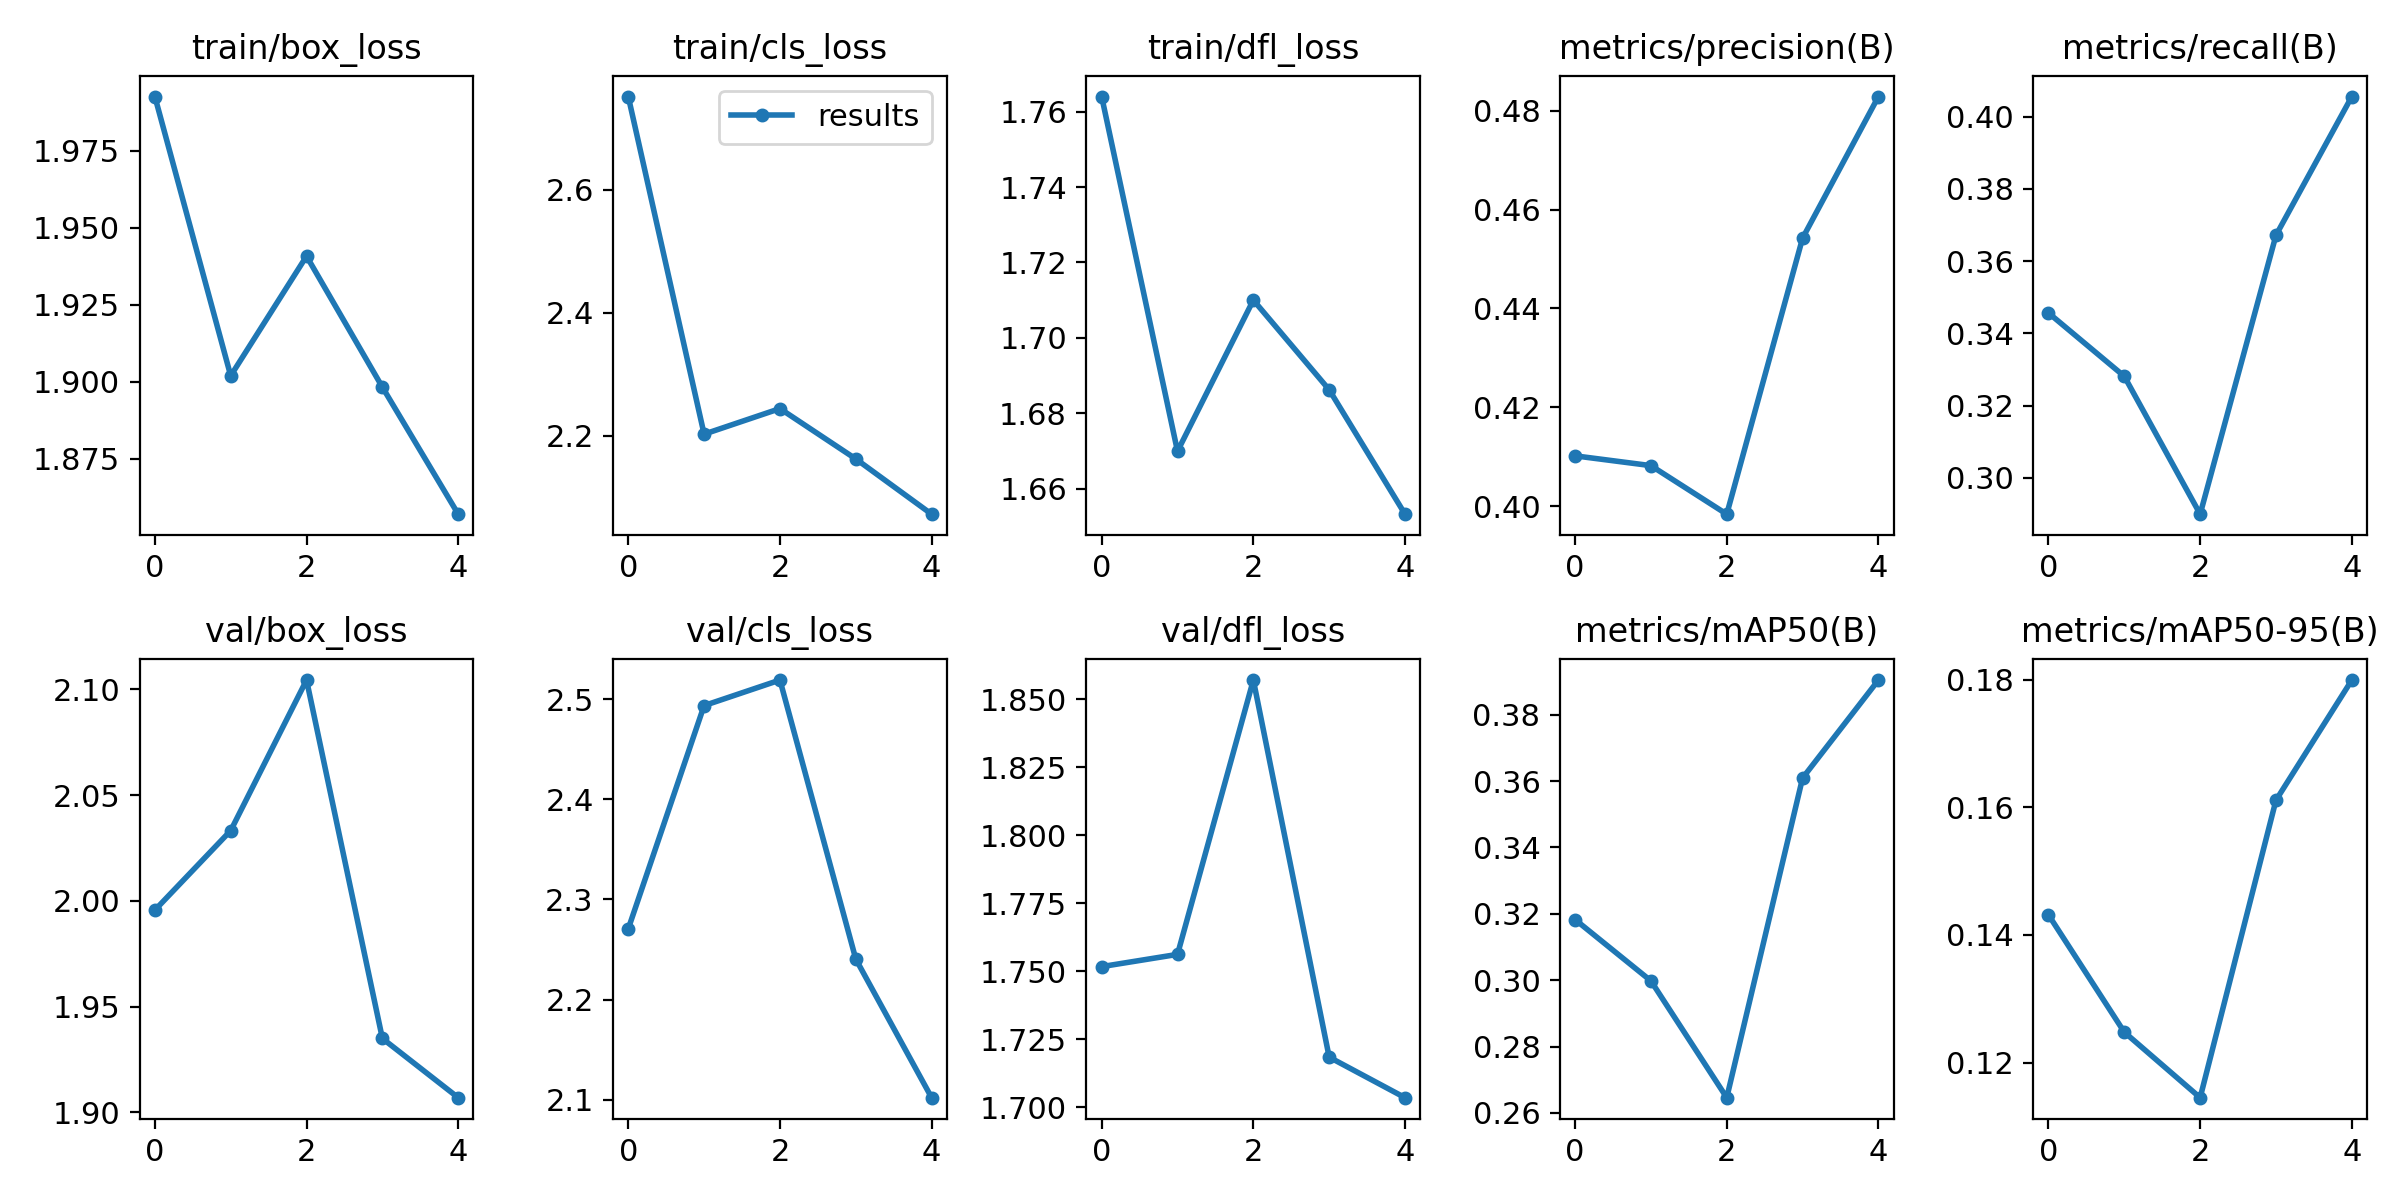 train/box_loss
1.975
1.950
1.925
1.900
1.875
0 2 4
train/cls_loss
results
2.6
2.4
2.2
0 2 4
train/dfl_loss
1.76
1.74
1.72
1.70
1.68
1.66
0 2 4
metrics/precision(B)
0.48
0.46
0.44
0.42
0.40
0 2 4
metrics/recall(B)
0.40
0.38
0.36
0.34
0.32
0.30
0 2 4
val/box_loss
2.10
2.05
2.00
1.95
1.90
0 2 4
val/cls_loss
2.5
2.4
2.3
2.2
2.1
0 2 4
val/dfl_loss
1.850
1.825
1.800
1.775
1.750
1.725
1.700
0 2 4
metrics/mAP50(B)
0.38
0.36
0.34
0.32
0.30
0.28
0.26
0 2 4
metrics/mAP50-95(B)
0.18
0.16
0.14
0.12
0 2 4